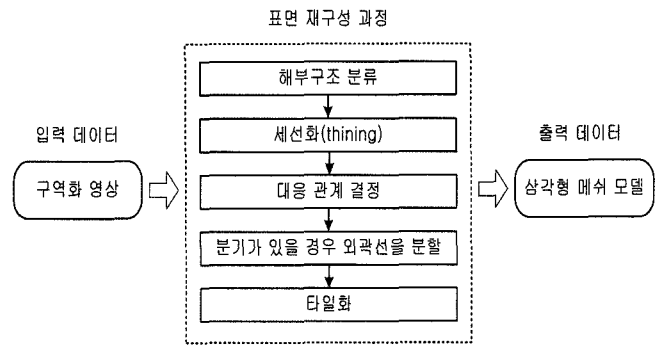 표면 재구성 과정
해부구조 분류
세선화(thining)
대응 관계 결정
분기가 있을 경우 외곽선을 분할
타일화
입력 데이터
구역화 영상
출력 데이터
삼각형 메쉬 모델